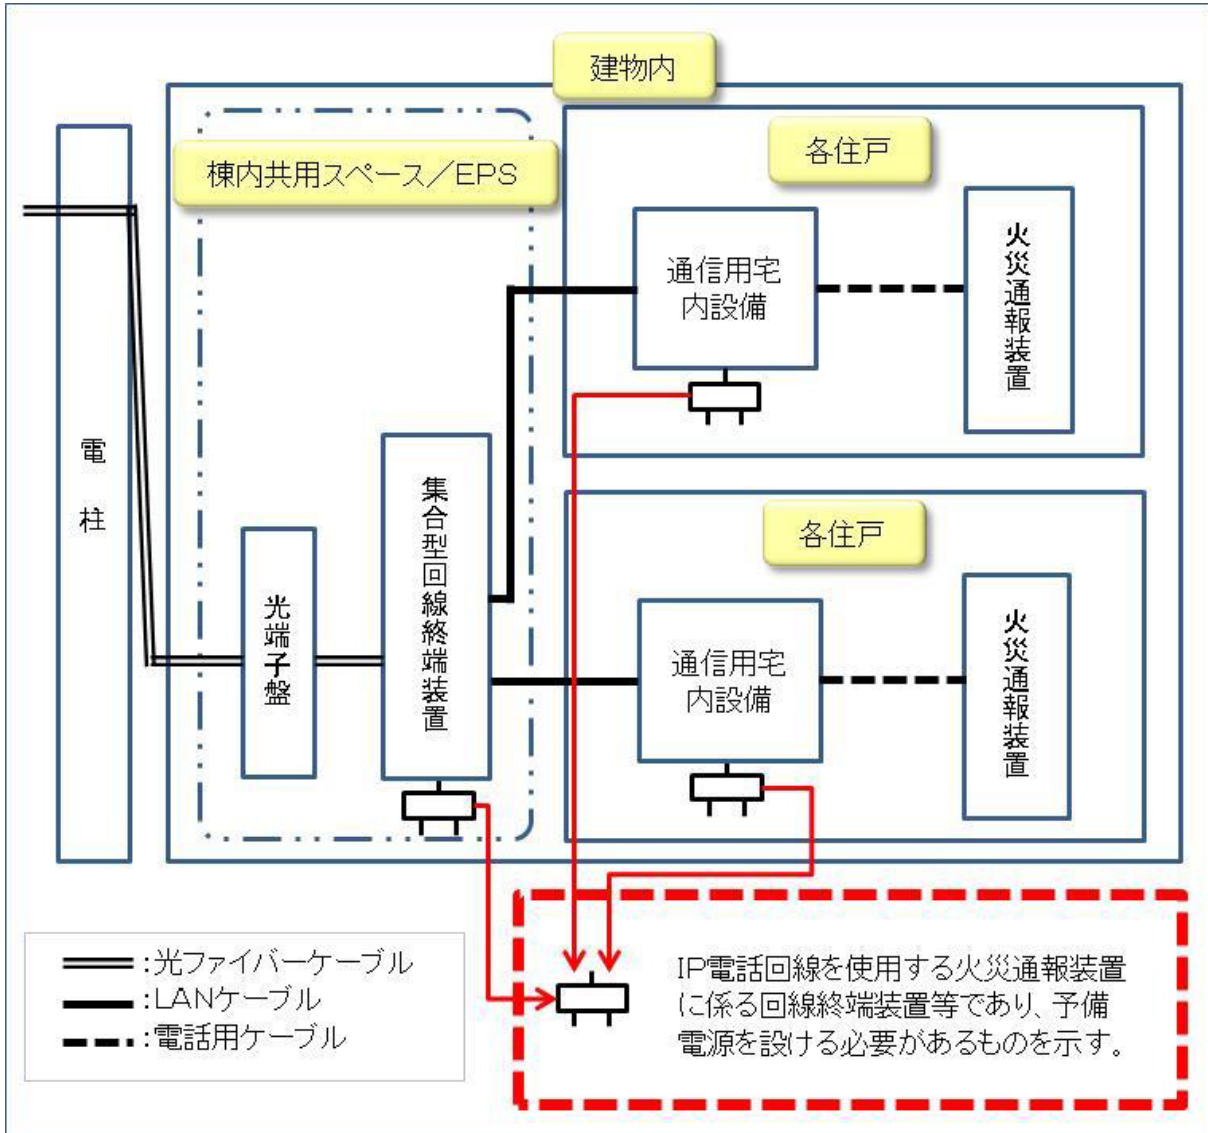 建物内
棟内共用スペース／EPS
各住戸
通信用宅
内設備
火災通報装置
電柱
集合型回線終端装置
光端子盤
各住戸
通信用宅
内設備
火災通報装置
:光ファイバーケーブル
:LANケーブル
:電話用ケーブル
IP電話回線を使用する火災通報装置
に係る回線終端装置等であり、予備
電源を設ける必要があるものを示す。